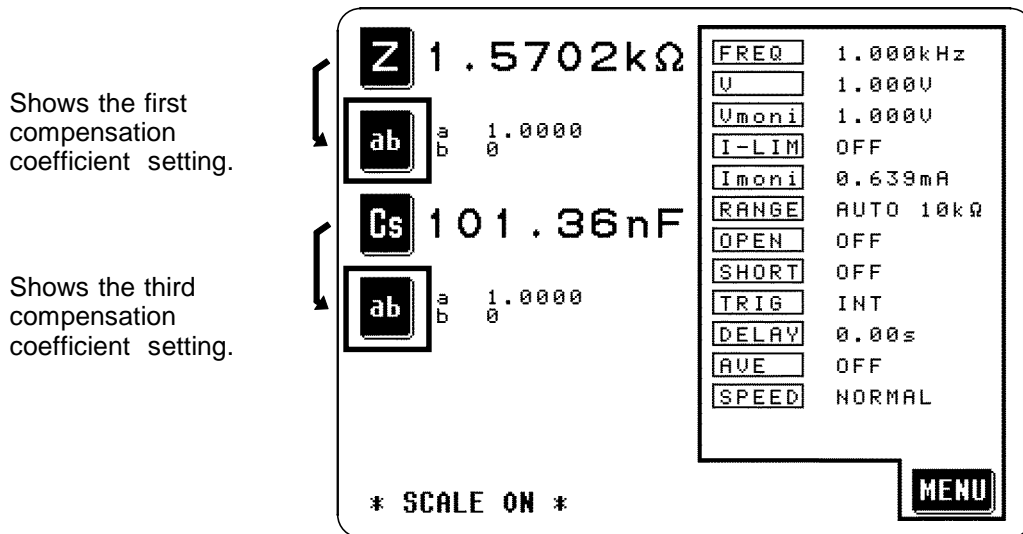 Shows the first
compensation
coefficient setting.
Shows the third
compensation
coefficient setting.
Z 1.5702kΩ
ab a 1.0000
b 0
Cs 101.36nF
ab a 1.0000
b 0
* SCALE ON *
FREQ 1.000kHz
V 1.000V
Vmoni 1.000V
I-LIM OFF
Imoni 0.639mA
RANGE AUTO 10kΩ
OPEN OFF
SHORT OFF
TRIG INT
DELAY 0.00s
AVE OFF
SPEED NORMAL
MENU